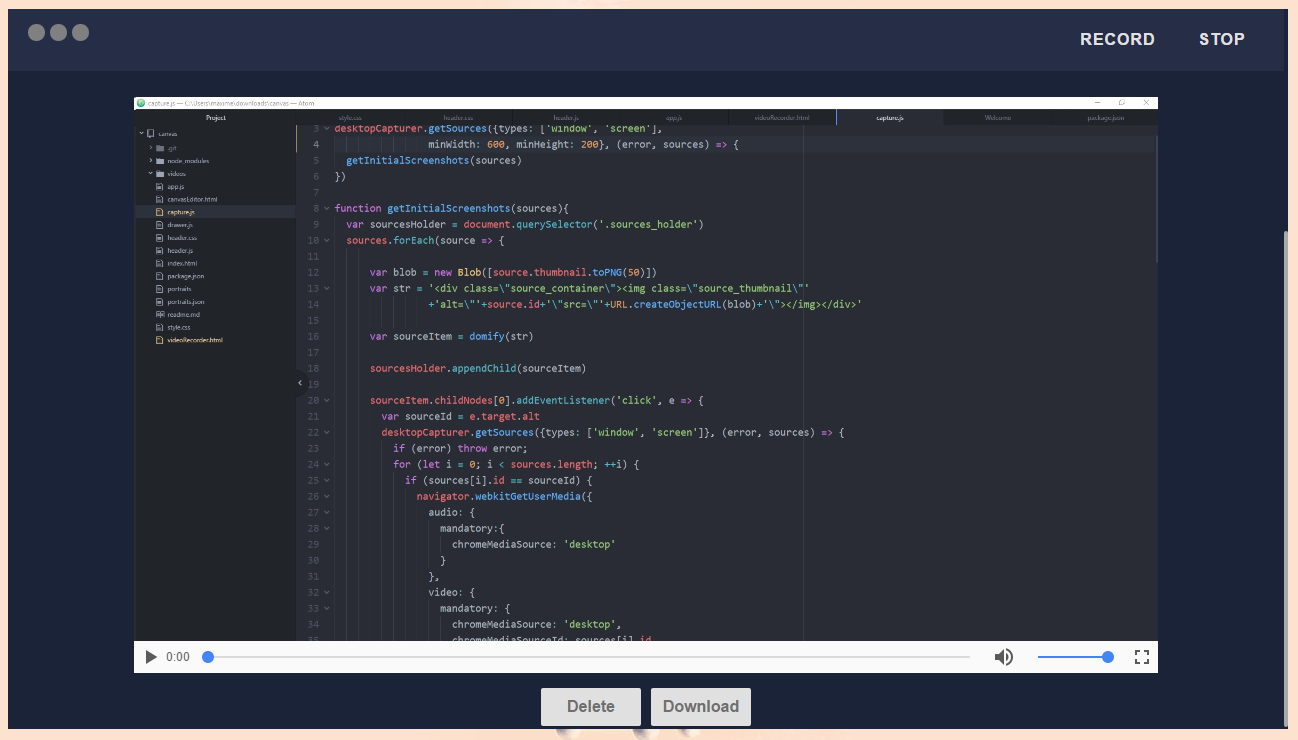 RECORD STOP
capture.js — C:\Users\maxime\downloads\canvas — Atom
Project
style.css header.css header.js app.js videoRecorder.html capture.js Welcome package.json
canvas
.git
node_modules
videos
app.js
canvasEditor.html
capture.js
drawer.js
header.css
header.js
index.html
package.json
portraits
portraits.json
readme.md
style.css
videoRecorder.html
3 desktopCapturer.getSources({types: ['window', 'screen'],
4 minWidth: 600, minHeight: 200}, (error, sources) => {
5 getInitialScreenshots(sources)
6 })
7
8 function getInitialScreenshots(sources){
9 var sourcesHolder = document.querySelector('.sources_holder')
10 sources.forEach(source => {
11
12 var blob = new Blob([source.thumbnail.toPNG(50)])
13 var str = '<div class=\"source_container\"><img class=\"source_thumbnail\"'
14 +'alt=\"'+source.id+'\"src=\"'+URL.createObjectURL(blob)+'\"></img></div>'
15
16 var sourceItem = domify(str)
17
18 sourcesHolder.appendChild(sourceItem)
19
20 sourceItem.childNodes[0].addEventListener('click', e => {
21 var sourceId = e.target.alt
22 desktopCapturer.getSources({types: ['window', 'screen']}, (error, sources) => {
23 if (error) throw error;
24 for (let i = 0; i < sources.length; ++i) {
25 if (sources[i].id == sourceId) {
26 navigator.webkitGetUserMedia({
27 audio: {
28 mandatory:{
29 chromeMediaSource: 'desktop'
30 }
31 },
32 video: {
33 mandatory: {
34 chromeMediaSource: 'desktop',
35 chromeMediaSourceId: sources[i].id
0:00
Delete Download